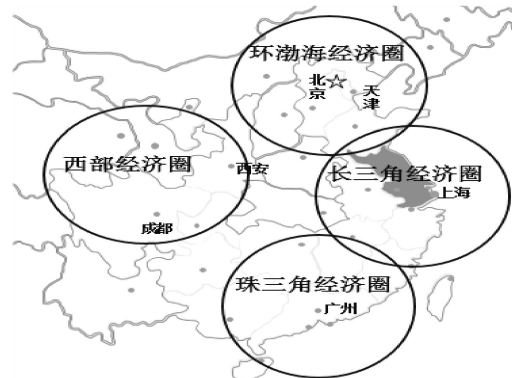 环渤海经济圈
北京
天津
西部经济圈
西安
长三角经济圈
上海
成都
珠三角经济圈
广州